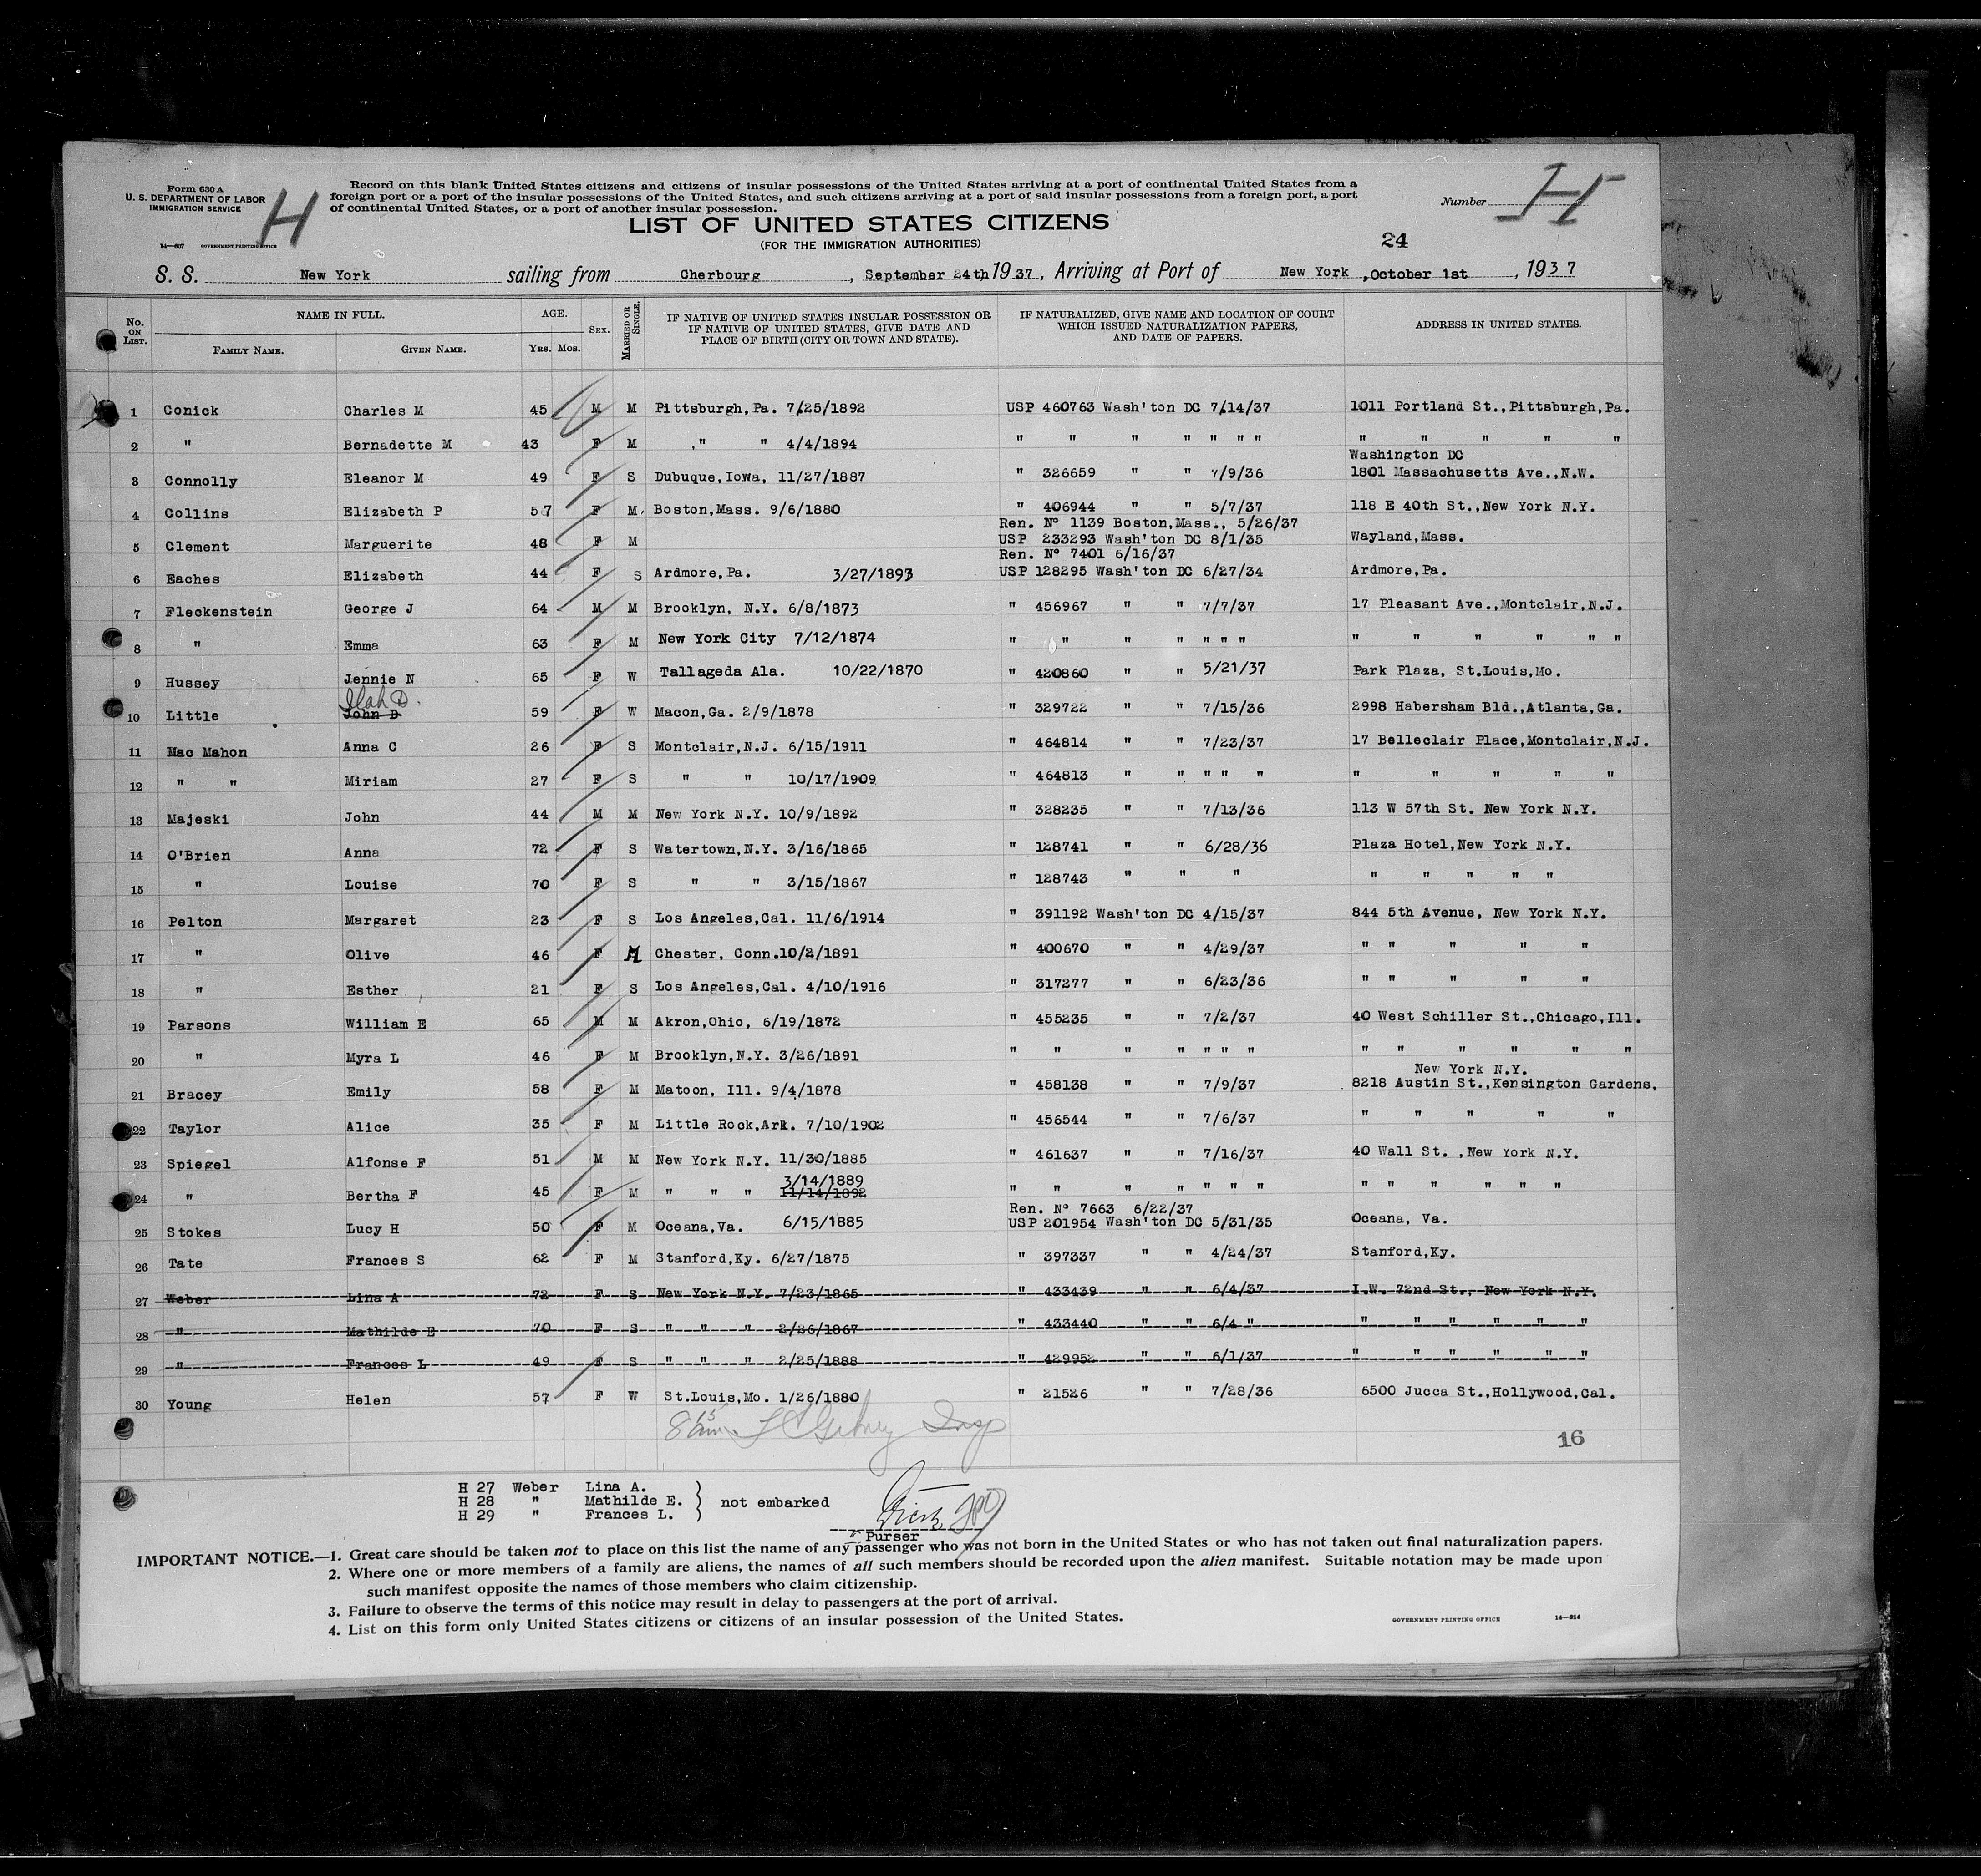 Form 630 A
U. S. DEPARTMENT OF LABOR
IMMIGRATION SERVICE
14—607 GOVERNMENT PRINTING OFFICE
H
Record on this blank United States citizens and citizens of insular possessions of the United States arriving at a port of continental United States from a
foreign port or a port of the insular possessions of the United States, and such citizens arriving at a port of said insular possessions from a foreign port, a port
of continental United States, or a port of another insular possession.
Number H
LIST OF UNITED STATES CITIZENS
(FOR THE IMMIGRATION AUTHORITIES)
24
S. S. New York sailing from Cherbourg, September 24th 1937, Arriving at Port of New York, October 1st, 1937
No. ON LIST. NAME IN FULL. FAMILY NAME. GIVEN NAME. AGE. YRS. MOS. SEX. MARRIED OR SINGLE. IF NATIVE OF UNITED STATES INSULAR POSSESSION OR IF NATIVE OF UNITED STATES, GIVE DATE AND PLACE OF BIRTH (CITY OR TOWN AND STATE). IF NATURALIZED, GIVE NAME AND LOCATION OF COURT WHICH ISSUED NATURALIZATION PAPERS, AND DATE OF PAPERS. ADDRESS IN UNITED STATES.
1 Conick Charles M 45 M M Pittsburgh, Pa. 7/25/1892 USP 460763 Wash'ton DC 7/14/37 1011 Portland St., Pittsburgh, Pa.
2 " Bernadette M 43 F M " " 4/4/1894 " " " " " " " " " " " "
Washington DC
3 Connolly Eleanor M 49 F S Dubuque, Iowa, 11/27/1887 " 326659 " " 7/9/36 1801 Massachusetts Ave., N.W.
4 Collins Elizabeth P 57 F M Boston, Mass. 9/6/1880 " 406944 " " 5/7/37 118 E 40th St., New York N.Y.
Ren. No 1139 Boston, Mass., 5/26/37
5 Clement Marguerite 48 F M USP 233293 Wash'ton DC 8/1/35 Wayland, Mass.
Ren. No 7401 6/16/37
6 Eaches Elizabeth 44 F S Ardmore, Pa. 3/27/1893 USP 128295 Wash'ton DC 6/27/34 Ardmore, Pa.
7 Fleckenstein George J 64 M M Brooklyn, N.Y. 6/8/1873 " 456967 " " 7/7/37 17 Pleasant Ave., Montclair, N.J.
8 " Emma 63 F M New York City 7/12/1874 " " " " " " " " " " " " "
9 Hussey Jennie N 65 F W Tallageda Ala. 10/22/1870 " 420860 " " 5/21/37 Park Plaza, St.Louis, Mo.
Ilah D.
10 Little John D 59 F W Macon, Ga. 2/9/1878 " 329722 " " 7/15/36 2998 Habersham Bld., Atlanta, Ga.
11 Mac Mahon Anna C 26 F S Montclair, N.J. 6/15/1911 " 464814 " " 7/23/37 17 Belleclair Place, Montclair, N.J.
12 " " Miriam 27 F S " " 10/17/1909 " 464813 " " " " " " " " " "
13 Majeski John 44 M M New York N.Y. 10/9/1892 " 328235 " " 7/13/36 113 W 57th St. New York N.Y.
14 O'Brien Anna 72 F S Watertown, N.Y. 3/16/1865 " 128741 " " 6/28/36 Plaza Hotel, New York N.Y.
15 " Louise 70 F S " " 3/15/1867 " 128743 " " " " " " " "
16 Pelton Margaret 23 F S Los Angeles, Cal. 11/6/1914 " 391192 Wash'ton DC 4/15/37 844 5th Avenue, New York N.Y.
17 " Olive 46 F M Chester, Conn. 10/2/1891 " 400670 " " 4/29/37 " " " " "
18 " Esther 21 F S Los Angeles, Cal. 4/10/1916 " 317277 " " 6/23/36 " " " " "
19 Parsons William E 65 M M Akron, Ohio, 6/19/1872 " 455235 " " 7/2/37 40 West Schiller St., Chicago, Ill.
20 " Myra L 46 F M Brooklyn, N.Y. 3/26/1891 " " " " " " " " " " " " "
New York N.Y.
21 Bracey Emily 58 F M Matoon, Ill. 9/4/1878 " 458138 " " 7/9/37 8218 Austin St., Kensington Gardens,
22 Taylor Alice 35 F M Little Rock, Ark. 7/10/1902 " 456544 " " 7/6/37 " " " " "
23 Spiegel Alfonse F 51 M M New York N.Y. 11/30/1885 " 461637 " " 7/16/37 40 Wall St. , New York N.Y.
3/14/1889
24 " Bertha F 45 F M " " " 11/14/1892 " " " " " " " " " " " " "
Ren. No 7663 6/22/37
25 Stokes Lucy H 50 F M Oceana, Va. 6/15/1885 USP 201954 Wash'ton DC 5/31/35 Oceana, Va.
26 Tate Frances S 62 F M Stanford, Ky. 6/27/1875 " 397337 " " 4/24/37 Stanford, Ky.
27 Weber Lina A 72 F S New York N.Y. 7/23/1865 " 433439 " " 6/4/37 I.W. 72nd St., New York N.Y.
28 " Mathilde E 70 F S " " " 2/26/1867 " 433440 " " 6/4 " " " " " " "
29 " Frances L 49 F S " " " 2/25/1888 " 429952 " " 6/1/37 " " " " " "
30 Young Helen 57 F W St.Louis, Mo. 1/26/1880 " 21526 " " 7/28/36 6500 Jucca St., Hollywood, Cal.
16
H 27 Weber Lina A.
H 28 " Mathilde E. } not embarked
H 29 " Frances L.
Purser
IMPORTANT NOTICE.—1. Great care should be taken not to place on this list the name of any passenger who was not born in the United States or who has not taken out final naturalization papers.
2. Where one or more members of a family are aliens, the names of all such members should be recorded upon the alien manifest. Suitable notation may be made upon
such manifest opposite the names of those members who claim citizenship.
3. Failure to observe the terms of this notice may result in delay to passengers at the port of arrival.
4. List on this form only United States citizens or citizens of an insular possession of the United States.
GOVERNMENT PRINTING OFFICE 14—314